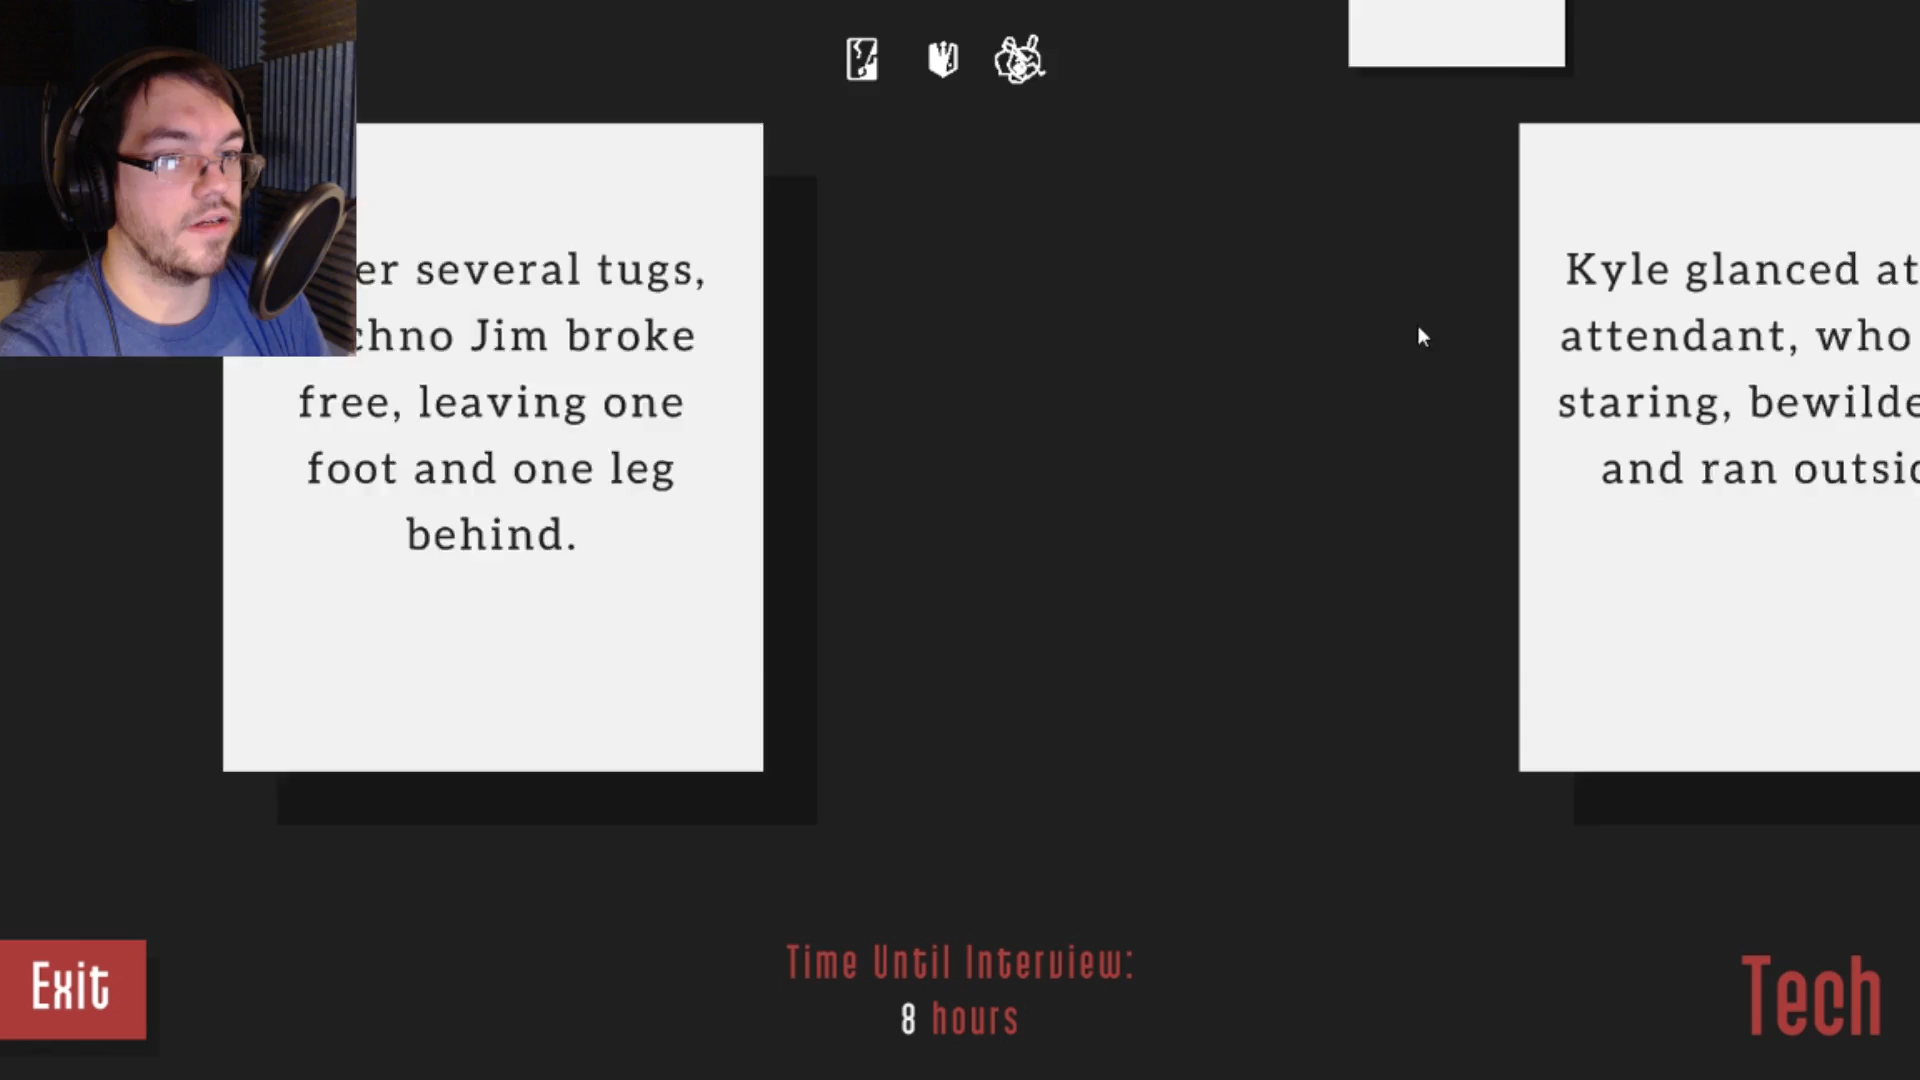 er several tugs,
chno Jim broke
free, leaving one
foot and one leg
behind.
Kyle glanced at
attendant, who
staring, bewilde
and ran outsi
Exit
Time Until Interview:
8 hours
Tech